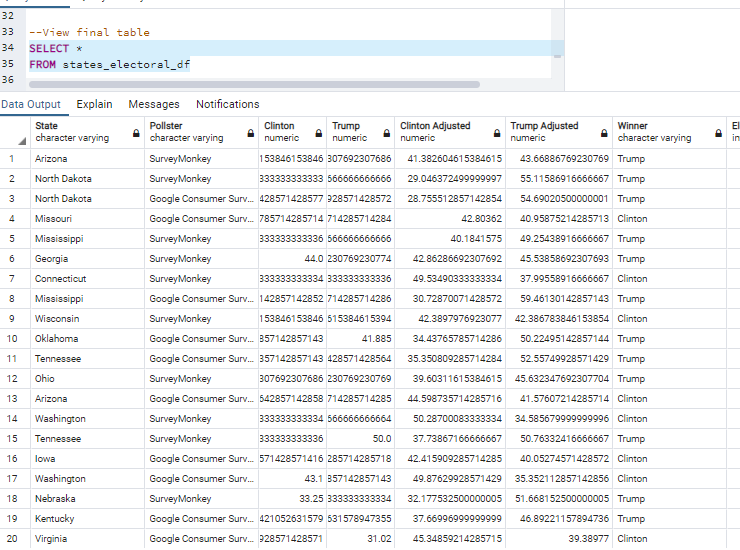 32
33 --View final table
34 SELECT *
35 FROM states_electoral_df
36
Data Output Explain Messages Notifications
State Pollster Clinton Trump Clinton Adjusted Trump Adjusted Winner El
character varying character varying numeric numeric numeric numeric character varying in
1 Arizona SurveyMonkey 153846153846 307692307686 41.382604615384615 43.66886769230769 Trump
2 North Dakota SurveyMonkey 333333333333 666666666666 29.046372499999997 55.11586916666667 Trump
3 North Dakota Google Consumer Surv... 428571428577 928571428572 28.755512857142854 54.69020500000001 Trump
4 Missouri Google Consumer Surv... 785714285714 714285714284 42.80362 40.95875214285713 Clinton
5 Mississippi SurveyMonkey 333333333336 666666666666 40.1841575 49.25438916666667 Trump
6 Georgia SurveyMonkey 44.0 230769230774 42.86286692307692 45.53858692307693 Trump
7 Connecticut SurveyMonkey 333333333334 333333333336 49.53490333333334 37.99558916666667 Clinton
8 Mississippi Google Consumer Surv... 142857142852 714285714286 30.72870071428572 59.46130142857143 Trump
9 Wisconsin SurveyMonkey 153846153846 615384615394 42.3897976923077 42.386783846153854 Clinton
10 Oklahoma Google Consumer Surv... 857142857143 41.885 34.43765785714286 50.22495142857144 Trump
11 Tennessee Google Consumer Surv... 357142857143 428571428564 35.350809285714284 52.55749928571429 Trump
12 Ohio SurveyMonkey 307692307686 230769230769 39.60311615384615 45.632347692307704 Trump
13 Arizona Google Consumer Surv... 642857142858 714285714285 44.598735714285716 41.57607214285714 Clinton
14 Washington SurveyMonkey 333333333334 666666666664 50.28700083333334 34.585679999999996 Clinton
15 Tennessee SurveyMonkey 333333333336 50.0 37.73867166666667 50.76332416666667 Trump
16 Iowa Google Consumer Surv... 571428571416 285714285718 42.415909285714285 40.05274571428572 Clinton
17 Washington Google Consumer Surv... 43.1 857142857143 49.87629928571429 35.352112857142856 Clinton
18 Nebraska SurveyMonkey 33.25 333333333334 32.177532500000005 51.668152500000005 Trump
19 Kentucky Google Consumer Surv... 421052631579 631578947355 37.66996999999999 46.89221157894736 Trump
20 Virginia Google Consumer Surv... 928571428571 31.02 45.34859214285715 39.38977 Clinton